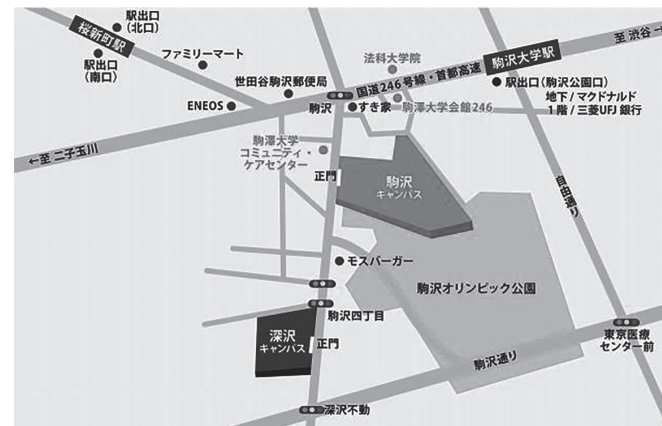 駅出口
（北口）
桜新町駅
駅出口
（南口）
ファミリーマート
法科大学院
駒沢大学駅
至 渋谷→
国道246号線・首都高速
世田谷駒沢郵便局
ENEOS
駒沢
すき家
駒澤大学会館246
駅出口（駒沢公園口）
地下/マクドナルド
1階/三菱UFJ銀行
←至 二子玉川
駒澤大学
コミュニティ・
ケアセンター
正門
駒沢
キャンパス
自由通り
モスバーガー
駒沢オリンピック公園
駒沢四丁目
深沢
キャンパス
正門
駒沢通り
東京医療
センター前
深沢不動